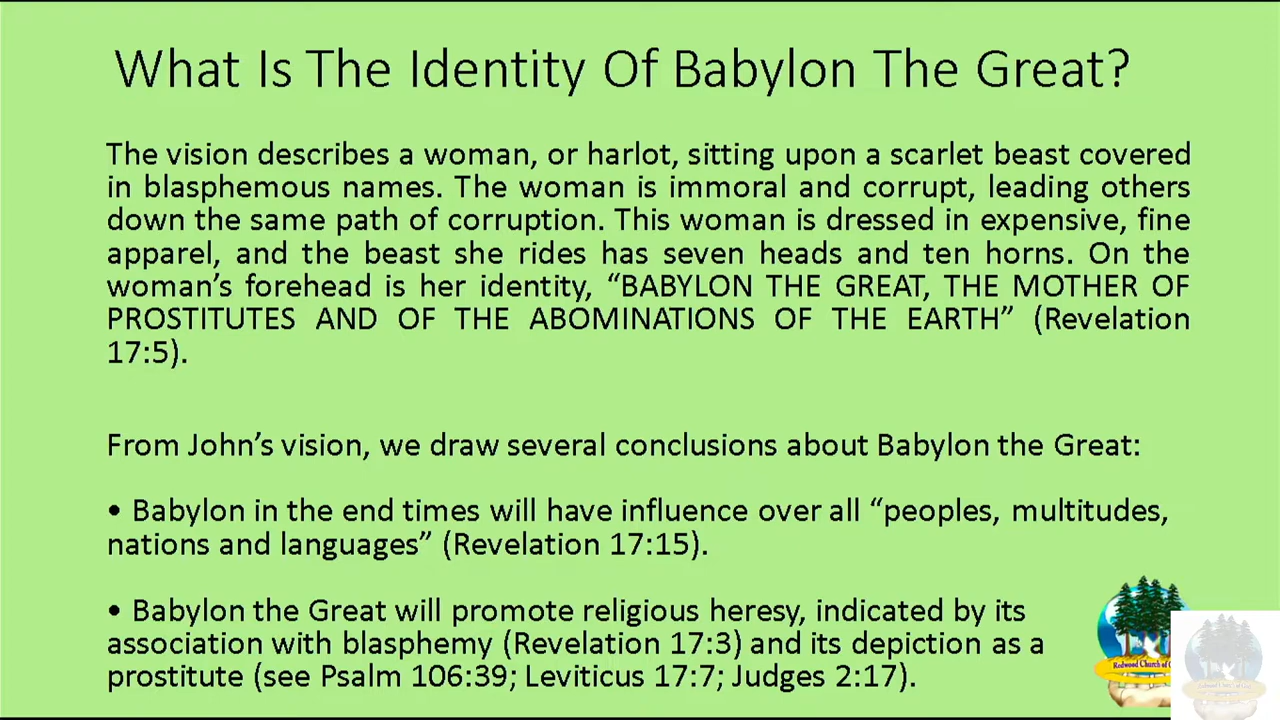 What Is The Identity Of Babylon The Great?
The vision describes a woman, or harlot, sitting upon a scarlet beast covered
in blasphemous names. The woman is immoral and corrupt, leading others
down the same path of corruption. This woman is dressed in expensive, fine
apparel, and the beast she rides has seven heads and ten horns. On the
woman’s forehead is her identity, “BABYLON THE GREAT, THE MOTHER OF
PROSTITUTES AND OF THE ABOMINATIONS OF THE EARTH” (Revelation
17:5).
From John’s vision, we draw several conclusions about Babylon the Great:
• Babylon in the end times will have influence over all “peoples, multitudes,
nations and languages” (Revelation 17:15).
• Babylon the Great will promote religious heresy, indicated by its
association with blasphemy (Revelation 17:3) and its depiction as a
prostitute (see Psalm 106:39; Leviticus 17:7; Judges 2:17).
Redwood Church of